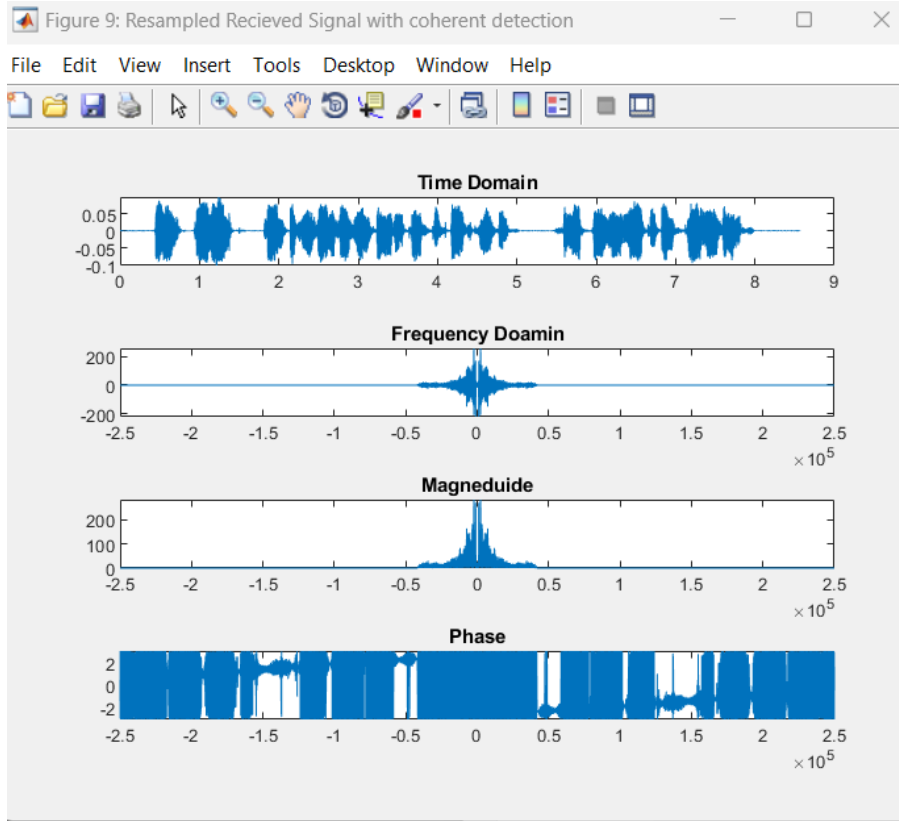 Figure 9: Resampled Recieved Signal with coherent detection
File Edit View Insert Tools Desktop Window Help
Time Domain
0.05
0
-0.05
-0.1
0 1 2 3 4 5 6 7 8 9
Frequency Doamin
200
0
-200
-2.5 -2 -1.5 -1 -0.5 0 0.5 1 1.5 2 2.5
×10^5
Magneduide
200
100
0
-2.5 -2 -1.5 -1 -0.5 0 0.5 1 1.5 2 2.5
×10^5
Phase
2
0
-2
-2.5 -2 -1.5 -1 -0.5 0 0.5 1 1.5 2 2.5
×10^5